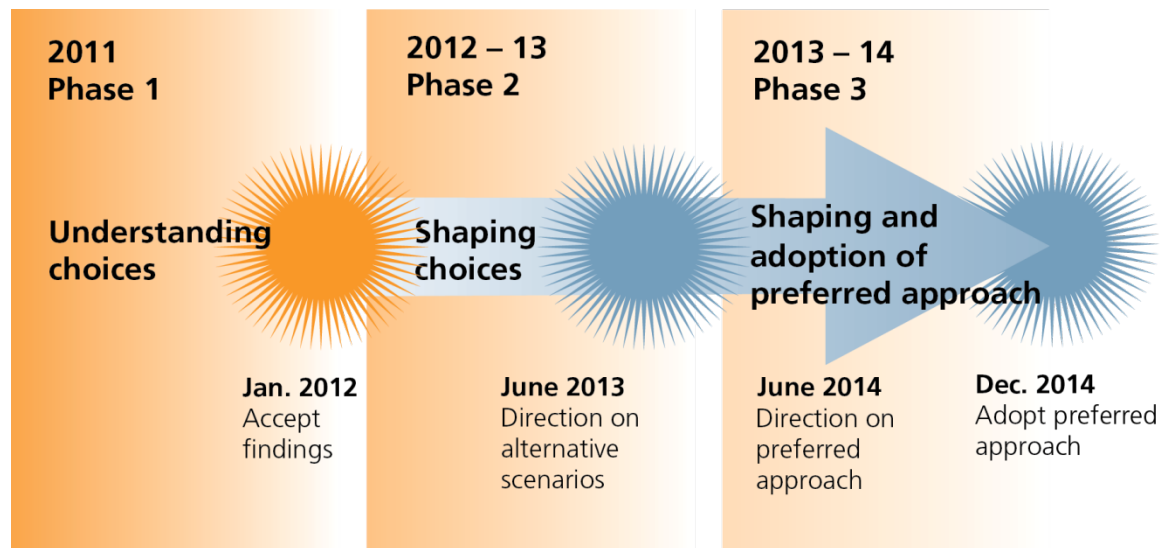 2011
Phase 1
2012 – 13
Phase 2
2013 – 14
Phase 3
Understanding
choices
Shaping
choices
Shaping and
adoption of
preferred approach
Jan. 2012
Accept
findings
June 2013
Direction on
alternative
scenarios
June 2014
Direction on
preferred
approach
Dec. 2014
Adopt preferred
approach